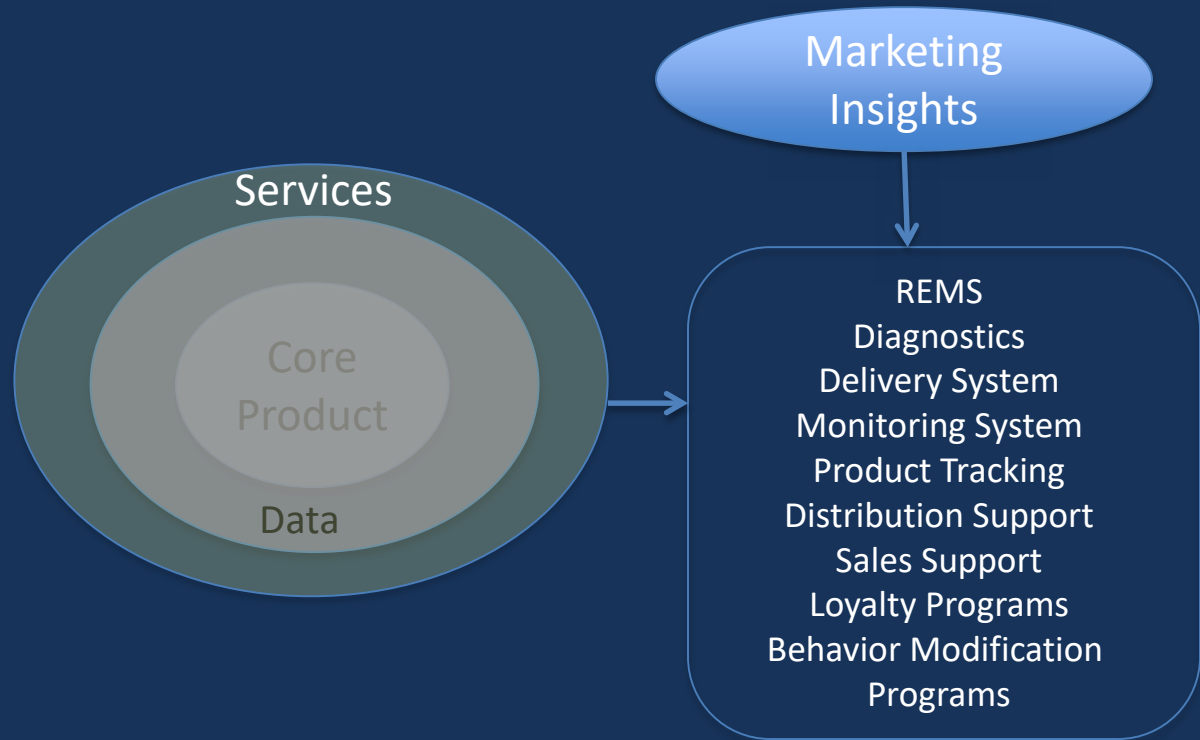 Marketing
Insights
Services
Core
Product
Data
REMS
Diagnostics
Delivery System
Monitoring System
Product Tracking
Distribution Support
Sales Support
Loyalty Programs
Behavior Modification
Programs